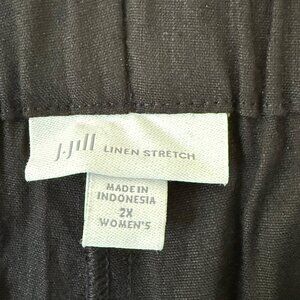 J.Jill LINEN STRETCH
MADE IN
INDONESIA
2X
WOMEN'S